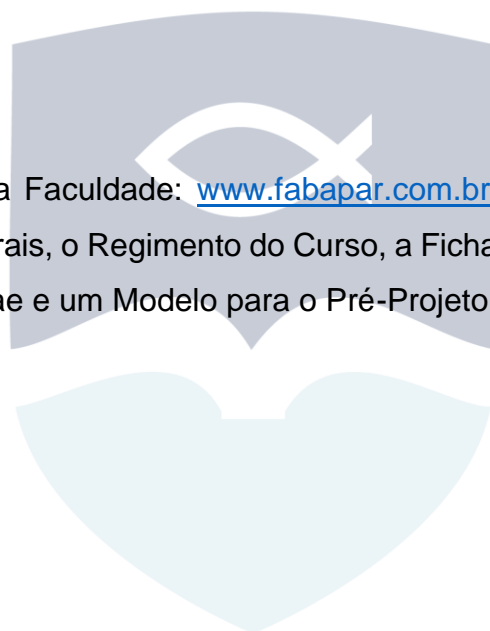 a Faculdade: www.fabapar.com.br
rais, o Regimento do Curso, a Ficha
ae e um Modelo para o Pré-Projeto